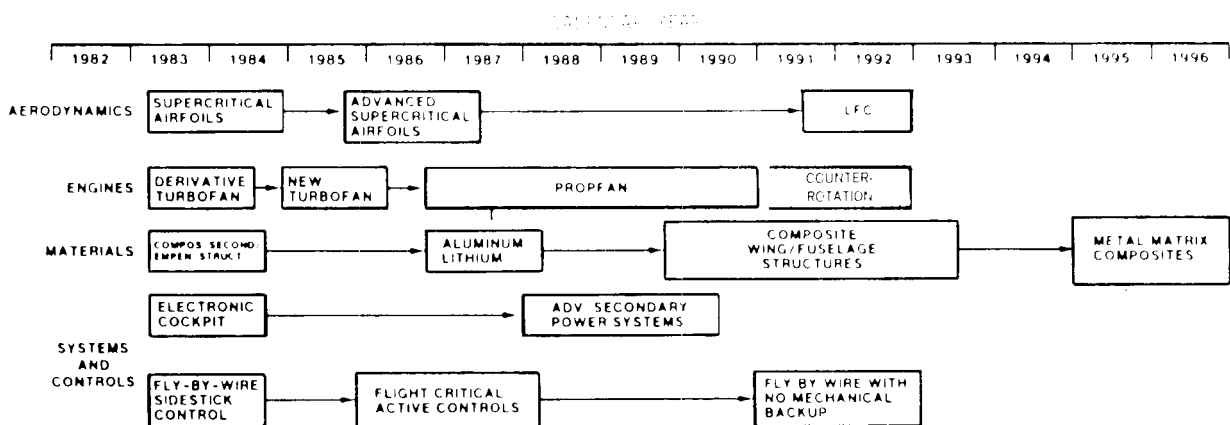 CALENDAR YEAR
1982 1983 1984 1985 1986 1987 1988 1989 1990 1991 1992 1993 1994 1995 1996
AERODYNAMICS
SUPERCRITICAL
AIRFOILS
ADVANCED
SUPERCRITICAL
AIRFOILS
LFC
ENGINES
DERIVATIVE
TURBOFAN
NEW
TURBOFAN
PROPFAN
COUNTER-
ROTATION
MATERIALS
COMPOS SECOND/
EMPEN STRUCT
ALUMINUM
LITHIUM
COMPOSITE
WING/FUSELAGE
STRUCTURES
METAL MATRIX
COMPOSITES
SYSTEMS
AND
CONTROLS
ELECTRONIC
COCKPIT
ADV. SECONDARY
POWER SYSTEMS
FLY-BY-WIRE
SIDESTICK
CONTROL
FLIGHT CRITICAL
ACTIVE CONTROLS
FLY BY WIRE WITH
NO MECHANICAL
BACKUP